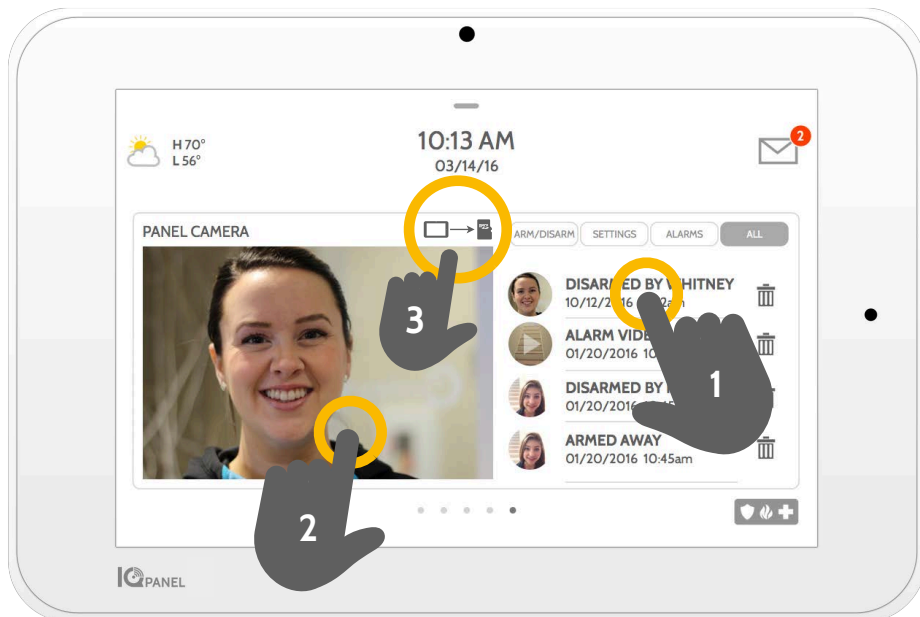 H 70°
L 56°
10:13 AM
03/14/16
2
PANEL CAMERA
ARM/DISARM
SETTINGS
ALARMS
ALL
DISARMED BY WHITNEY
10/12/2016
ALARM
01/20/2016
DISARMED BY
01/20/2016
ARMED AWAY
01/20/2016 10:45am
3
1
2
IQ PANEL